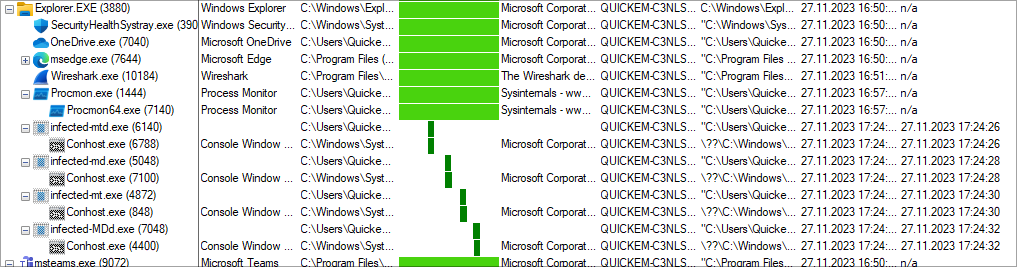 Explorer.EXE (3880) Windows Explorer C:\Windows\Expl... Microsoft Corporat... QUICKEM-C3NLS... C:\Windows\Expl... 27.11.2023 16:50:... n/a
SecurityHealthSystray.exe (390 Windows Securit... C:\Windows\Syst... Microsoft Corporat... QUICKEM-C3NLS... "C:\Windows\Sys... 27.11.2023 16:50:... n/a
OneDrive.exe (7040) Microsoft OneDrive C:\Users\Quicke... Microsoft Corporat... QUICKEM-C3NLS... "C:\Users\Quicke... 27.11.2023 16:50:... n/a
msedge.exe (7644) Microsoft Edge C:\Program Files (... Microsoft Corporat... QUICKEM-C3NLS... "C:\Program Files... 27.11.2023 16:50:... n/a
Wireshark.exe (10184) Wireshark C:\Program Files\... The Wireshark de... QUICKEM-C3NLS... "C:\Program Files... 27.11.2023 16:51:... n/a
Procmon.exe (1444) Process Monitor C:\Users\Quicke... Sysinternals - ww... QUICKEM-C3NLS... "C:\Users\Quicke... 27.11.2023 16:57:... n/a
Procmon64.exe (7140) Process Monitor C:\Users\Quicke... Sysinternals - ww... QUICKEM-C3NLS... "C:\Users\Quicke... 27.11.2023 16:57:... n/a
infected-mtd.exe (6140) C:\Users\Quicke... QUICKEM-C3NLS... "C:\Users\Quicke... 27.11.2023 17:24:... 27.11.2023 17:24:26
Conhost.exe (6788) Console Window ... C:\Windows\Syst... Microsoft Corporat... QUICKEM-C3NLS... \??\C:\Windows\... 27.11.2023 17:24:... 27.11.2023 17:24:26
infected-md.exe (5048) C:\Users\Quicke... QUICKEM-C3NLS... "C:\Users\Quicke... 27.11.2023 17:24:... 27.11.2023 17:24:28
Conhost.exe (7100) Console Window ... C:\Windows\Syst... Microsoft Corporat... QUICKEM-C3NLS... \??\C:\Windows\... 27.11.2023 17:24:... 27.11.2023 17:24:28
infected-mt.exe (4872) C:\Users\Quicke... QUICKEM-C3NLS... "C:\Users\Quicke... 27.11.2023 17:24:... 27.11.2023 17:24:30
Conhost.exe (848) Console Window ... C:\Windows\Syst... Microsoft Corporat... QUICKEM-C3NLS... \??\C:\Windows\... 27.11.2023 17:24:... 27.11.2023 17:24:30
infected-MDd.exe (7048) C:\Users\Quicke... QUICKEM-C3NLS... "C:\Users\Quicke... 27.11.2023 17:24:... 27.11.2023 17:24:32
Conhost.exe (4400) Console Window ... C:\Windows\Syst... Microsoft Corporat... QUICKEM-C3NLS... \??\C:\Windows\... 27.11.2023 17:24:... 27.11.2023 17:24:32
msteams.exe (9072) Microsoft Teams C:\Program Files\... Microsoft Corporat... QUICKEM-C3NLS... "C:\Program Files... 27.11.2023 16:50:... n/a